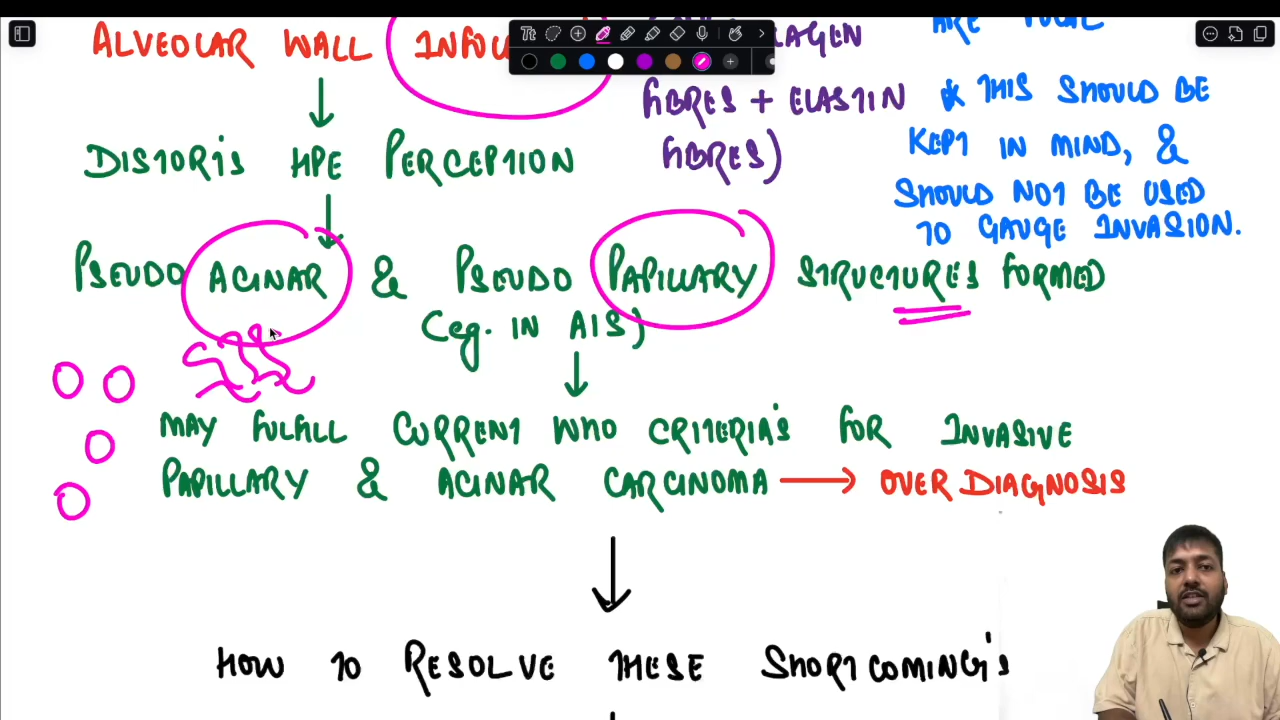 ALVEOLAR WALL
FIBRES + ELASTIN
FIBRES)
* THIS SHOULD BE
KEPT IN MIND, &
SHOULD NOT BE USED
TO GAUGE INVASION.
DISTORTS HPE PERCEPTION
PSEUDO ACINAR & PSEUDO PAPILLARY STRUCTURES FORMED
(eg. IN AIS)
MAY FULFILL CURRENT WHO CRITERIA'S FOR INVASIVE
PAPILLARY & ACINAR CARCINOMA → OVER DIAGNOSIS
HOW TO RESOLVE THESE SHORTCOMING'S